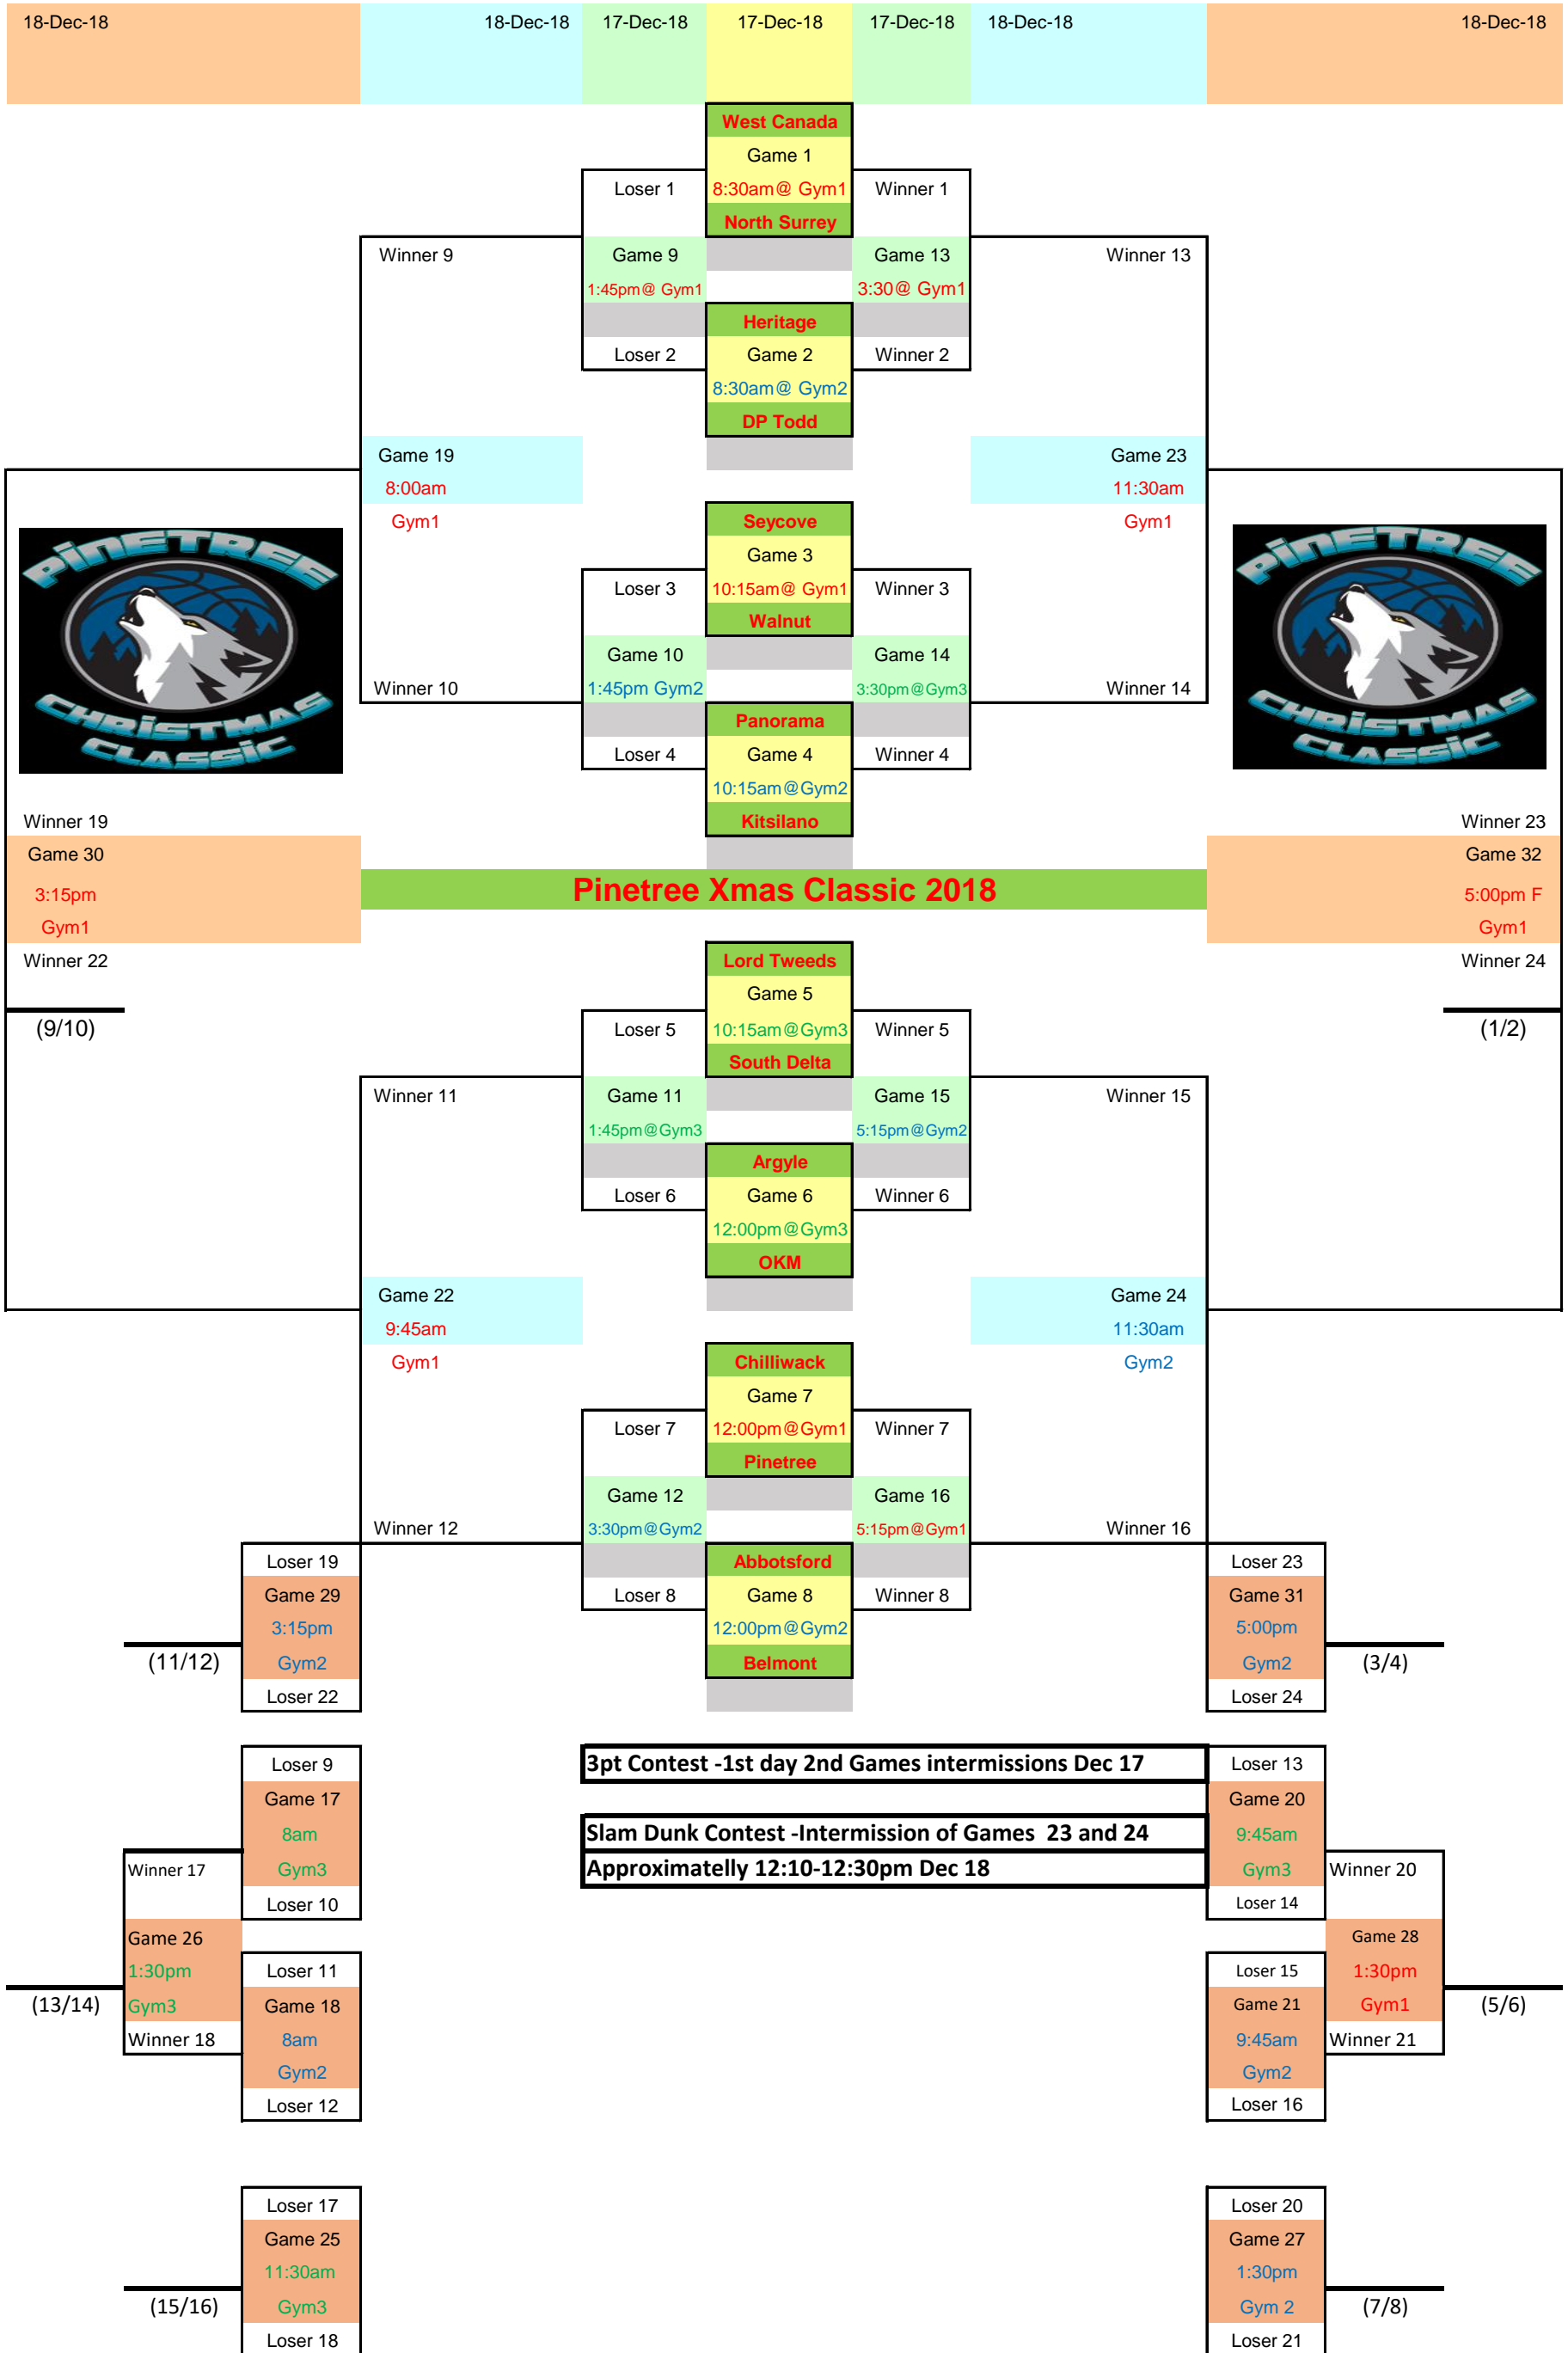 18-Dec-18 18-Dec-18 17-Dec-18 17-Dec-18 17-Dec-18 18-Dec-18 18-Dec-18
West Canada
Game 1
Loser 1 8:30am@ Gym1 Winner 1
North Surrey
Winner 9 Game 9 Game 13 Winner 13
1:45pm@ Gym1 3:30@ Gym1
Heritage
Loser 2 Game 2 Winner 2
8:30am@ Gym2
DP Todd
Game 19 Game 23
8:00am 11:30am
Gym1 Seycove Gym1
PINETREE PINETREE
Game 3
Loser 3 10:15am@ Gym1 Winner 3
Walnut
Game 10 Game 14
Winner 10 1:45pm Gym2 3:30pm@Gym3 Winner 14
CHRISTMAS CHRISTMAS
Panorama
CLASSIC CLASSIC
Loser 4 Game 4 Winner 4
10:15am@Gym2
Winner 19 Kitsilano Winner 23
Game 30 Game 32
3:15pm Pinetree Xmas Classic 2018 5:00pm F
Gym1 Gym1
Winner 22 Lord Tweeds Winner 24
Game 5
(9/10) Loser 5 10:15am@Gym3 Winner 5 (1/2)
South Delta
Winner 11 Game 11 Game 15 Winner 15
1:45pm@Gym3 5:15pm@Gym2
Argyle
Loser 6 Game 6 Winner 6
12:00pm@Gym3
OKM
Game 22 Game 24
9:45am 11:30am
Gym1 Chilliwack Gym2
Game 7
Loser 7 12:00pm@Gym1 Winner 7
Pinetree
Game 12 Game 16
Winner 12 3:30pm@Gym2 5:15pm@Gym1 Winner 16
Loser 19 Abbotsford Loser 23
Game 29 Loser 8 Game 8 Winner 8 Game 31
3:15pm 12:00pm@Gym2 5:00pm
(11/12) Gym2 Belmont Gym2 (3/4)
Loser 22 Loser 24
Loser 9 3pt Contest -1st day 2nd Games intermissions Dec 17 Loser 13
Game 17 Game 20
8am Slam Dunk Contest -Intermission of Games 23 and 24 9:45am
Winner 17 Gym3 Approximatelly 12:10-12:30pm Dec 18 Gym3 Winner 20
Loser 10 Loser 14
Game 26 Game 28
1:30pm Loser 11 Loser 15 1:30pm
(13/14) Gym3 Game 18 Game 21 Gym1 (5/6)
Winner 18 8am 9:45am Winner 21
Gym2 Gym2
Loser 12 Loser 16
Loser 17 Loser 20
Game 25 Game 27
11:30am 1:30pm
(15/16) Gym3 Gym 2 (7/8)
Loser 18 Loser 21